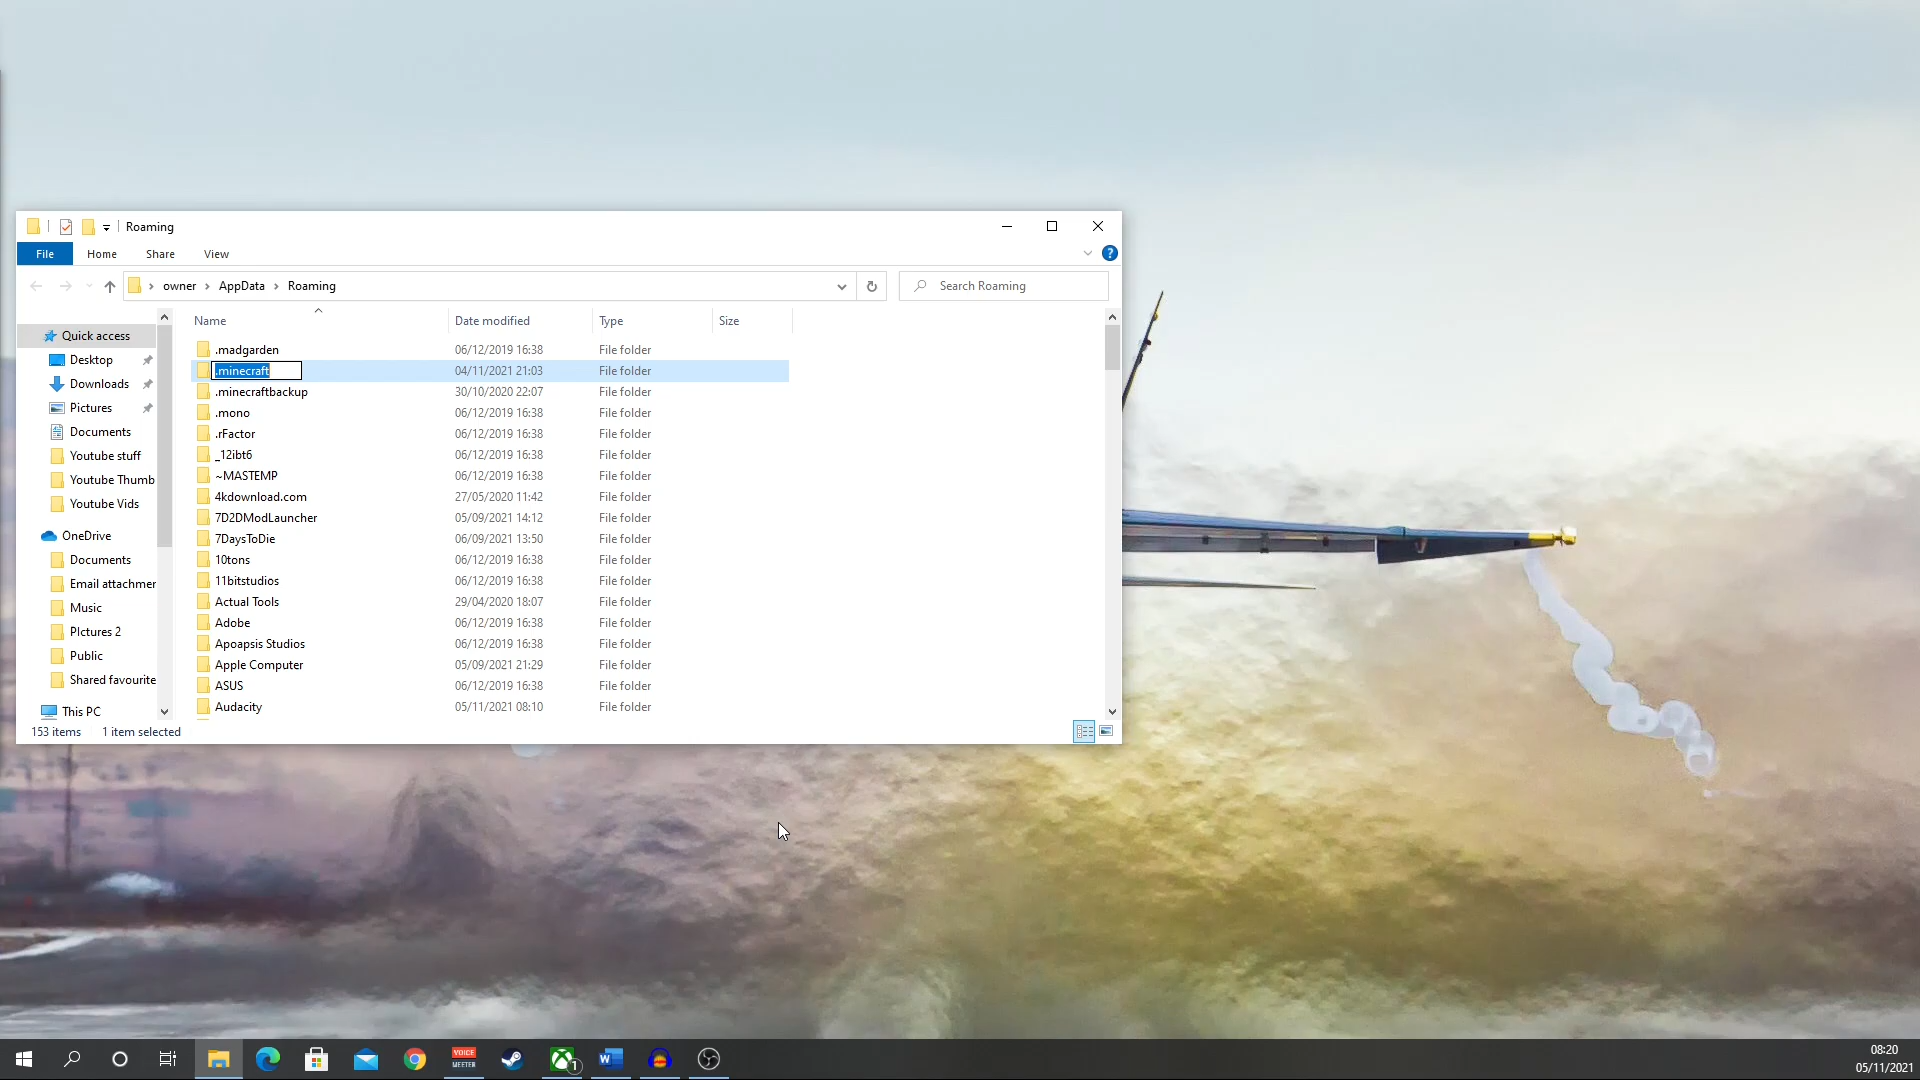 Roaming
File Home Share View
owner AppData Roaming Search Roaming
Name Date modified Type Size
Quick access
Desktop
Downloads
Pictures
Documents
Youtube stuff
Youtube Thumb
Youtube Vids
OneDrive
Documents
Email attachmer
Music
PIctures 2
Public
Shared favourite
This PC
.madgarden 06/12/2019 16:38 File folder
.minecraft 04/11/2021 21:03 File folder
.minecraftbackup 30/10/2020 22:07 File folder
.mono 06/12/2019 16:38 File folder
.rFactor 06/12/2019 16:38 File folder
_12ibt6 06/12/2019 16:38 File folder
~MASTEMP 06/12/2019 16:38 File folder
4kdownload.com 27/05/2020 11:42 File folder
7D2DModLauncher 05/09/2021 14:12 File folder
7DaysToDie 06/09/2021 13:50 File folder
10tons 06/12/2019 16:38 File folder
11bitstudios 06/12/2019 16:38 File folder
Actual Tools 29/04/2020 18:07 File folder
Adobe 06/12/2019 16:38 File folder
Apoapsis Studios 06/12/2019 16:38 File folder
Apple Computer 05/09/2021 21:29 File folder
ASUS 06/12/2019 16:38 File folder
Audacity 05/11/2021 08:10 File folder
153 items 1 item selected
VOICE
MEETER
1
W
08:20
05/11/2021